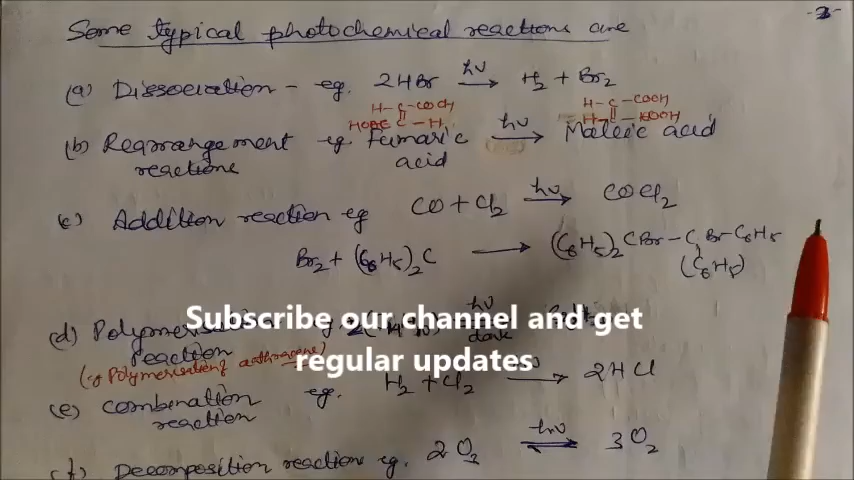 -3-
Some typical photochemical reactions are
(a) Dissociation - eg. 2HBr hν→ H₂ + Br₂
H-C-COOH H-C-COOH
HOOC C-H H-C-COOH
(b) Rearrangement eg. Fumaric hν→ Maleic acid
reactions acid
(c) Addition reaction eg CO + Cl₂ hν→ COCl₂
Br₂ + (C₆H₅)₂C → (C₆H₅)₂CBr-C, Br-C₆H₅
(C₆H₅)
Subscribe our channel and get
regular updates
(d) Polymerisation hν
reaction dark
(eg Polymerisation of anthracene)
(e) Combination eg. H₂ + Cl₂ → 2HCl
reaction
(f) Decomposition reaction eg. 2O₃ hν⇌ 3O₂